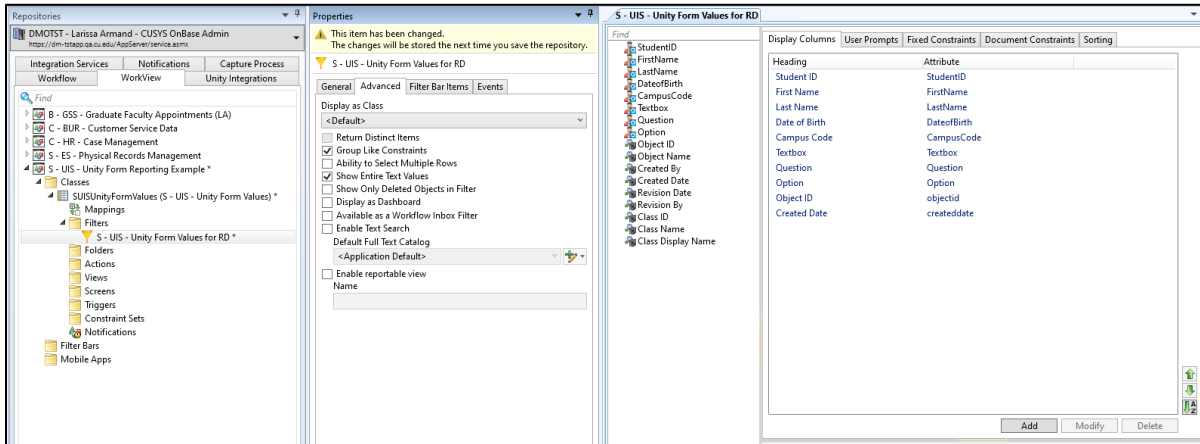 Repositories
DMOTST - Larissa Armand - CUSYS OnBase Admin
https://dm-tstapp.qa.cu.edu/AppServer/service.asmx
Integration Services Notifications Capture Process
Workflow WorkView Unity Integrations
Find
B - GSS - Graduate Faculty Appointments (LA)
C - BUR - Customer Service Data
C - HR - Case Management
S - ES - Physical Records Management
S - UIS - Unity Form Reporting Example *
Classes
SUISUnityFormValues (S - UIS - Unity Form Values) *
Mappings
Filters
S - UIS - Unity Form Values for RD *
Folders
Actions
Views
Screens
Triggers
Constraint Sets
Notifications
Filter Bars
Mobile Apps
Properties
This item has been changed.
The changes will be stored the next time you save the repository.
S - UIS - Unity Form Values for RD
General Advanced Filter Bar Items Events
Display as Class
<Default>
Return Distinct Items
Group Like Constraints
Ability to Select Multiple Rows
Show Entire Text Values
Show Only Deleted Objects in Filter
Display as Dashboard
Available as a Workflow Inbox Filter
Enable Text Search
Default Full Text Catalog
<Application Default>
Enable reportable view
Name
S - UIS - Unity Form Values for RD
Find
StudentID
FirstName
LastName
DateofBirth
CampusCode
Textbox
Question
Option
Object ID
Object Name
Created By
Created Date
Revision Date
Revision By
Class ID
Class Name
Class Display Name
Display Columns User Prompts Fixed Constraints Document Constraints Sorting
Heading Attribute
Student ID StudentID
First Name FirstName
Last Name LastName
Date of Birth DateofBirth
Campus Code CampusCode
Textbox Textbox
Question Question
Option Option
Object ID objectid
Created Date createddate
Add Modify Delete